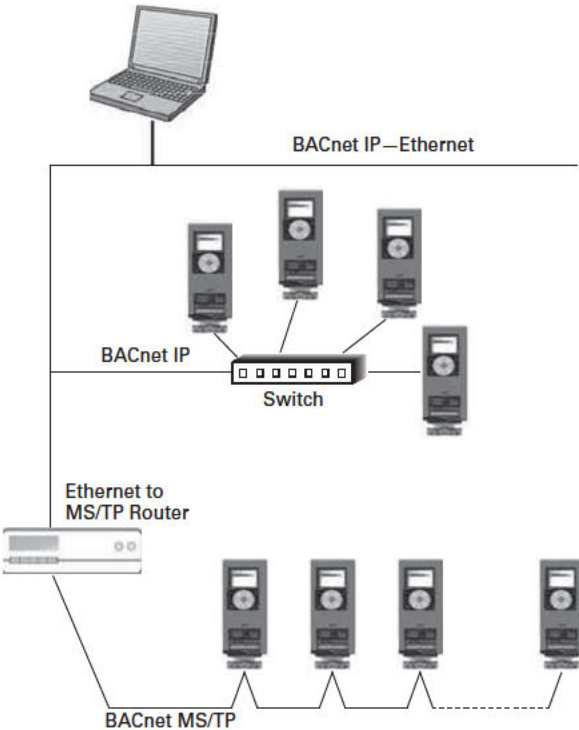 BACnet IP—Ethernet
BACnet IP
Switch
Ethernet to
MS/TP Router
BACnet MS/TP